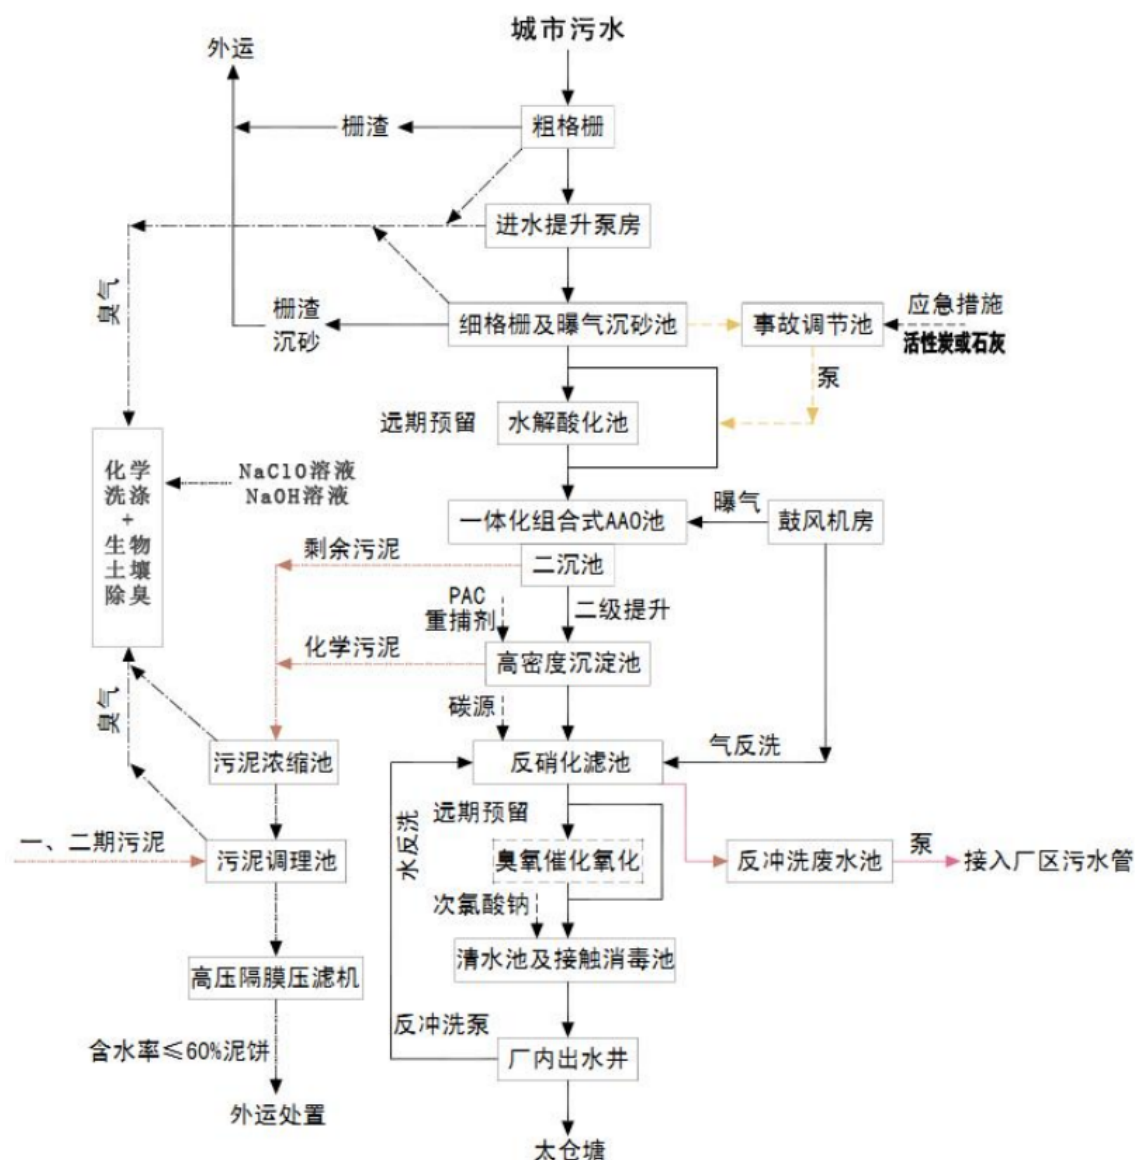 城市污水
外运
栅渣
粗格栅
进水提升泵房
臭气
栅渣
沉砂
细格栅及曝气沉砂池
事故调节池
应急措施
活性炭或石灰
泵
远期预留
水解酸化池
化学
洗涤
+
生物
土壤
除臭
NaClO溶液
NaOH溶液
一体化组合式AAO池
曝气
鼓风机房
剩余污泥
二沉池
PAC
重捕剂
二级提升
化学污泥
高密度沉淀池
臭气
碳源
污泥浓缩池
反硝化滤池
气反洗
远期预留
水反洗
一、二期污泥
污泥调理池
臭氧催化氧化
反冲洗废水池
泵
接入厂区污水管
次氯酸钠
清水池及接触消毒池
高压隔膜压滤机
反冲洗泵
含水率≤60%泥饼
厂内出水井
外运处置
太仓塘